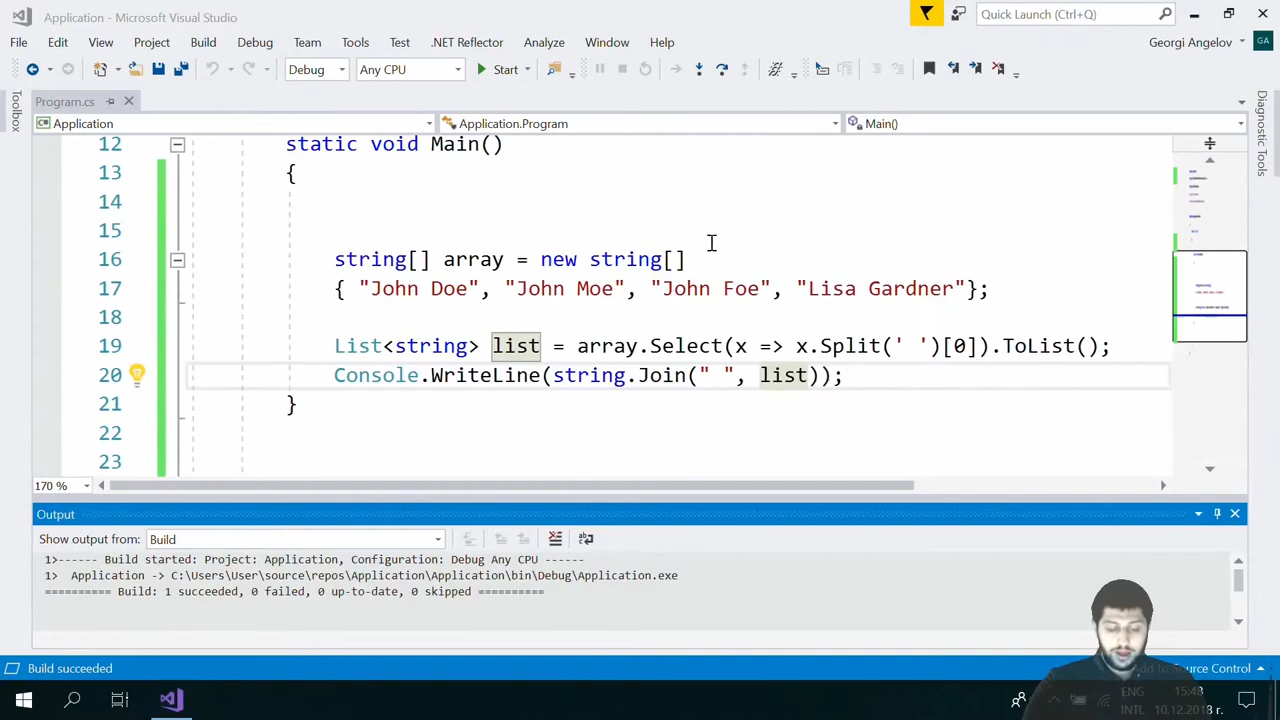 Application - Microsoft Visual Studio
Quick Launch (Ctrl+Q)
File Edit View Project Build Debug Team Tools Test .NET Reflector Analyze Window Help
Georgi Angelov GA
Debug Any CPU Start
Program.cs
Toolbox
Diagnostic Tools
Application Application.Program Main()
12 static void Main()
13 {
14
15
16 string[] array = new string[]
17 { "John Doe", "John Moe", "John Foe", "Lisa Gardner"};
18
19 List<string> list = array.Select(x => x.Split(' ')[0]).ToList();
20 Console.WriteLine(string.Join(" ", list));
21 }
22
23
170 %
Output
Show output from: Build
1>------ Build started: Project: Application, Configuration: Debug Any CPU ------
1> Application -> C:\Users\User\source\repos\Application\Application\bin\Debug\Application.exe
========== Build: 1 succeeded, 0 failed, 0 up-to-date, 0 skipped ==========
Build succeeded
Add to Source Control
ENG
INTL
15:48